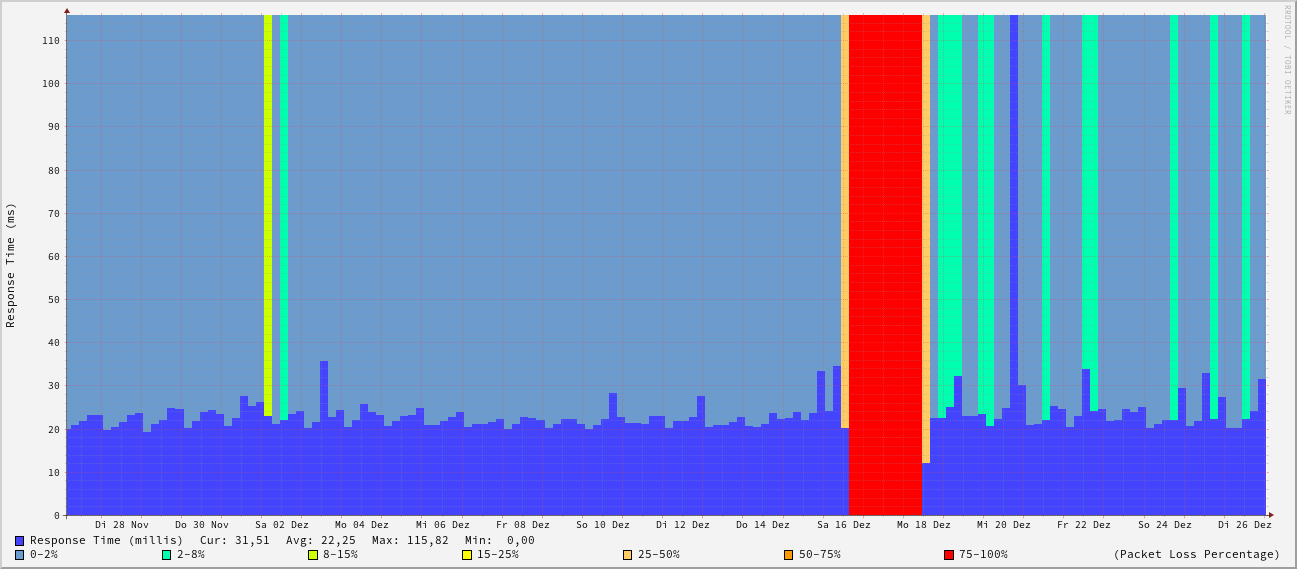 RRDTOOL / TOBI OETIKER
Response Time (ms)
110
100
90
80
70
60
50
40
30
20
10
0
Di 28 Nov Do 30 Nov Sa 02 Dez Mo 04 Dez Mi 06 Dez Fr 08 Dez So 10 Dez Di 12 Dez Do 14 Dez Sa 16 Dez Mo 18 Dez Mi 20 Dez Fr 22 Dez So 24 Dez Di 26 Dez
Response Time (millis) Cur: 31,51 Avg: 22,25 Max: 115,82 Min: 0,00
0-2% 2-8% 8-15% 15-25% 25-50% 50-75% 75-100% (Packet Loss Percentage)